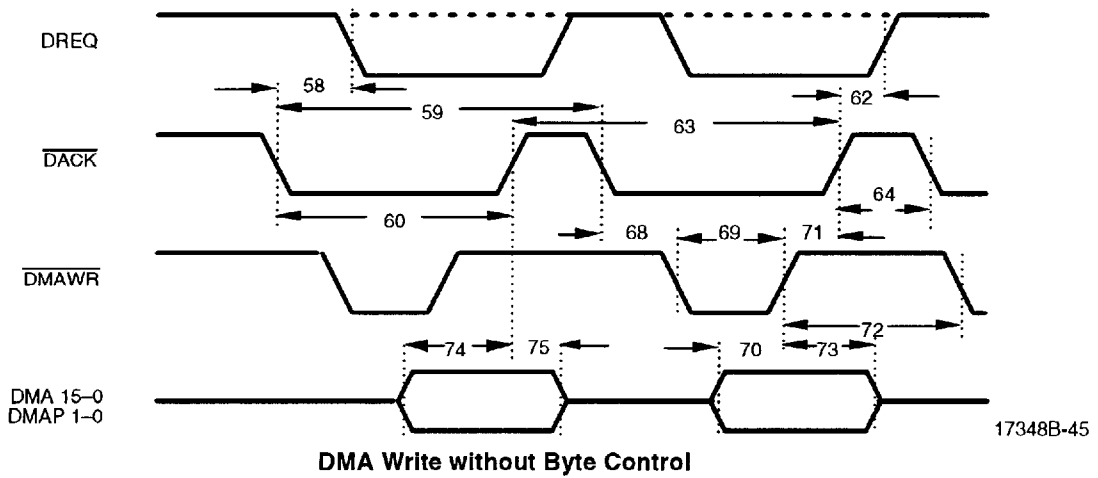 DREQ
58
62
59
63
DACK
64
60
68
69
71
DMAWR
72
74
75
70
73
DMA 15–0
DMAP 1–0
17348B-45
DMA Write without Byte Control